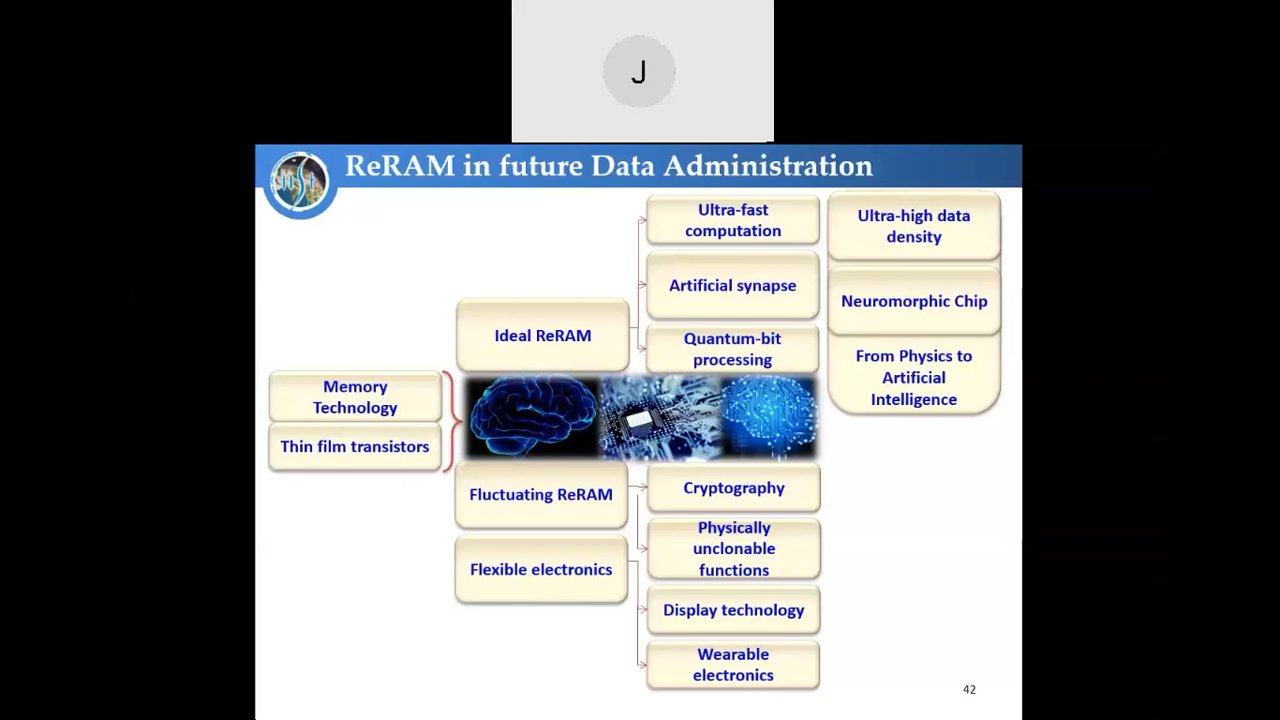 J
ReRAM in future Data Administration
Ultra-fast
computation
Artificial synapse
Quantum-bit
processing
Ultra-high data
density
Neuromorphic Chip
From Physics to
Artificial
Intelligence
Ideal ReRAM
Memory
Technology
Thin film transistors
Fluctuating ReRAM
Flexible electronics
Cryptography
Physically
unclonable
functions
Display technology
Wearable
electronics
42